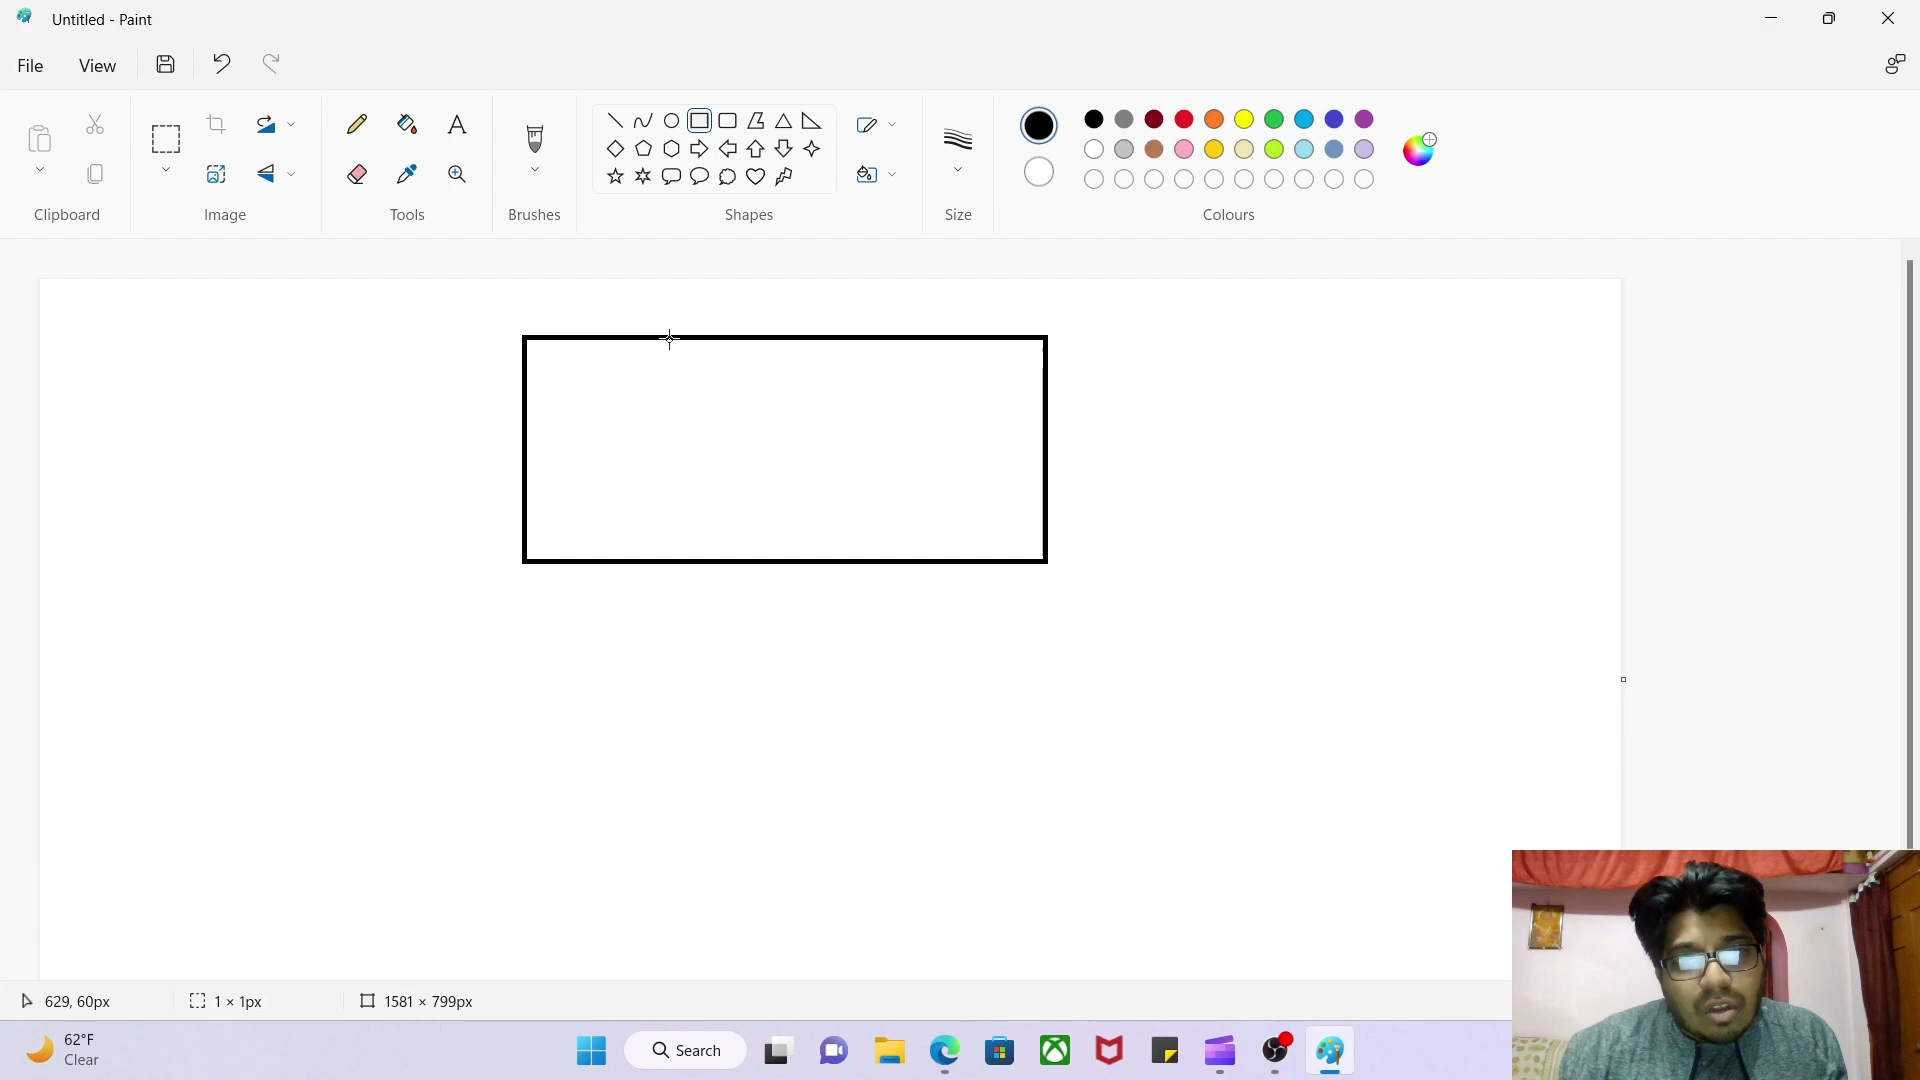 Untitled - Paint
File View
Clipboard Image Tools Brushes Shapes Size Colours
629, 60px 1 × 1px 1581 × 799px
62°F
Clear
Search